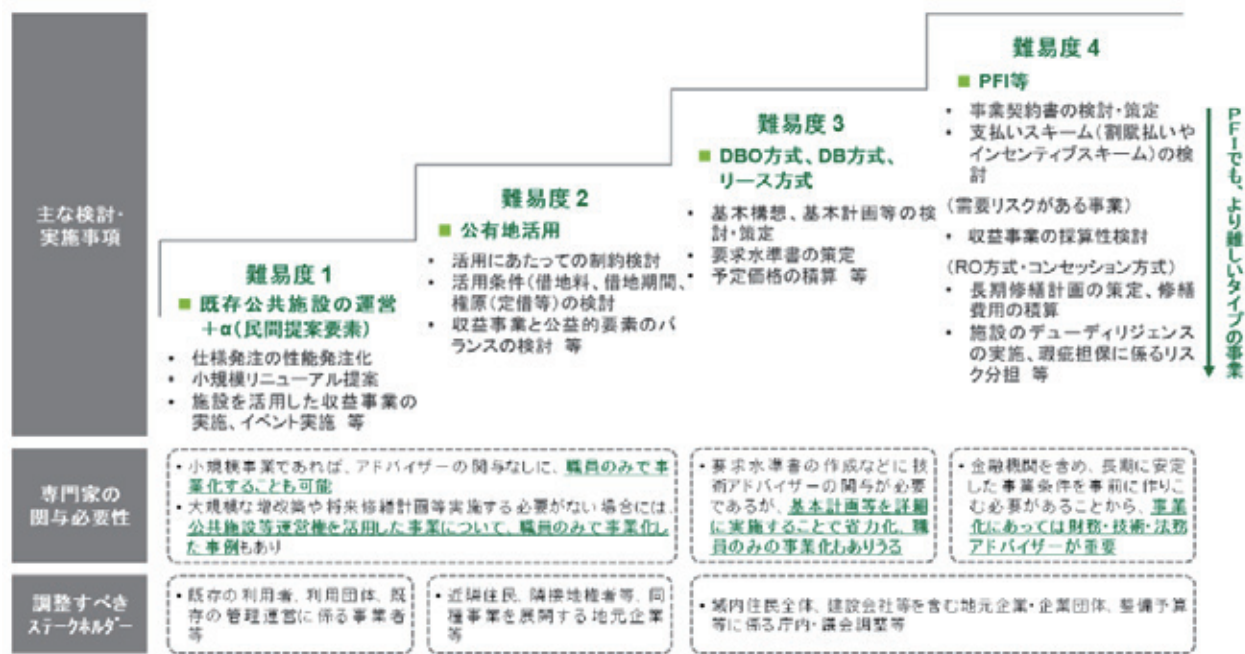 主な検討・
実施事項
難易度 1
■ 既存公共施設の運営
+α(民間提案要素)
• 仕様発注の性能発注化
• 小規模リニューアル提案
• 施設を活用した収益事業の
実施、イベント実施 等
難易度 2
■ 公有地活用
• 活用にあたっての制約検討
• 活用条件(借地料、借地期間、
権原(定借等)の検討
• 収益事業と公益的要素のバ
ランスの検討 等
難易度 3
■ DBO方式、DB方式、
リース方式
• 基本構想、基本計画等の検
討・策定
• 要求水準書の策定
• 予定価格の積算 等
難易度 4
■ PFI等
• 事業契約書の検討・策定
• 支払いスキーム(割賦払いや
インセンティブスキーム)の検
討
(需要リスクがある事業)
• 収益事業の採算性検討
(RO方式・コンセッション方式)
• 長期修繕計画の策定、修繕
費用の積算
• 施設のデューディリジェンス
の実施、瑕疵担保に係るリス
ク分担 等
PFIでも、より難しいタイプの事業
専門家の
関与必要性
• 小規模事業であれば、アドバイザーの関与なしに、職員のみで事
業化することも可能
• 大規模な増改築や将来修繕計画等実施する必要がない場合には、
公共施設等運営権を活用した事業について、職員のみで事業化し
た事例もあり
• 要求水準書の作成などに技
術アドバイザーの関与が必要
であるが、基本計画等を詳細
に実施することで省力化、職
員のみの事業化もありうる
• 金融機関を含め、長期に安定
した事業条件を事前に作りこ
む必要があることから、事業
化にあっては財務・技術・法務
アドバイザーが重要
調整すべき
ステークホルダー
• 既存の利用者、利用団体、既
存の管理運営に係る事業者
等
• 近隣住民、隣接地権者等、同
種事業を展開する地元企業
等
• 域内住民全体、建設会社等を含む地元企業・企業団体、整備予算
等に係る庁内・議会調整等